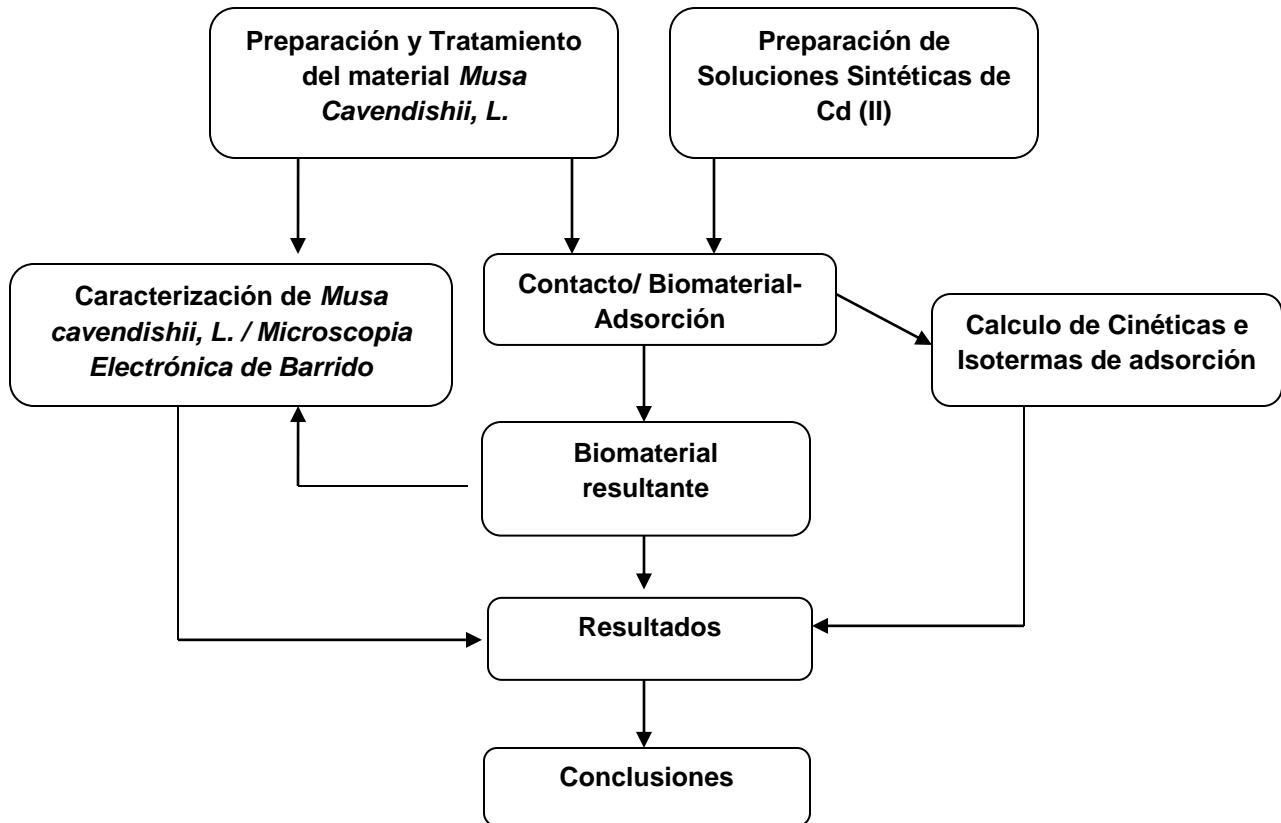 Preparación y Tratamiento
del material Musa
Cavendishii, L.
Preparación de
Soluciones Sintéticas de
Cd (II)
Caracterización de Musa
cavendishii, L. / Microscopia
Electrónica de Barrido
Contacto/ Biomaterial-
Adsorción
Calculo de Cinéticas e
Isotermas de adsorción
Biomaterial
resultante
Resultados
Conclusiones